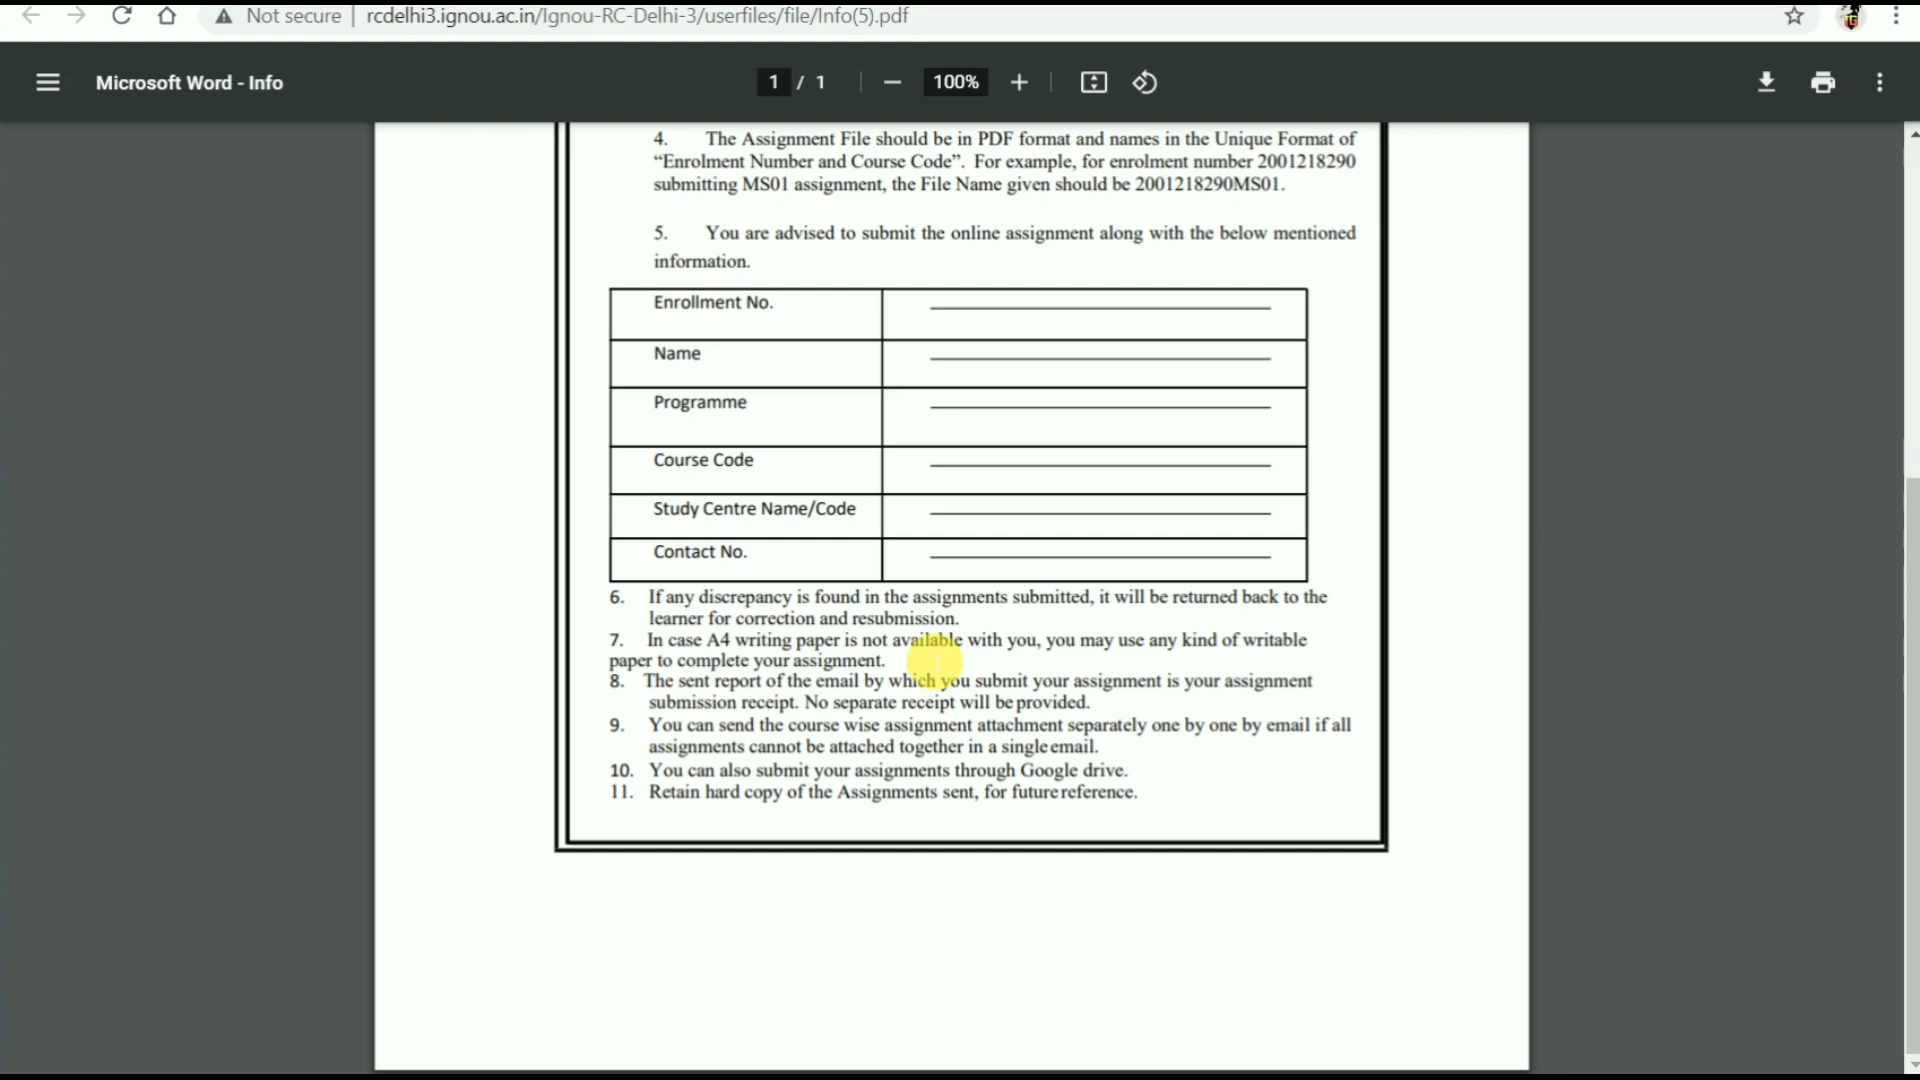 Not secure | rcdelhi3.ignou.ac.in/Ignou-RC-Delhi-3/userfiles/file/Info(5).pdf
Microsoft Word - Info
1 / 1
100%
4. The Assignment File should be in PDF format and names in the Unique Format of
“Enrolment Number and Course Code”. For example, for enrolment number 2001218290
submitting MS01 assignment, the File Name given should be 2001218290MS01.
5. You are advised to submit the online assignment along with the below mentioned
information.
Enrollment No.
Name
Programme
Course Code
Study Centre Name/Code
Contact No.
6. If any discrepancy is found in the assignments submitted, it will be returned back to the
learner for correction and resubmission.
7. In case A4 writing paper is not available with you, you may use any kind of writable
paper to complete your assignment.
8. The sent report of the email by which you submit your assignment is your assignment
submission receipt. No separate receipt will be provided.
9. You can send the course wise assignment attachment separately one by one by email if all
assignments cannot be attached together in a single email.
10. You can also submit your assignments through Google drive.
11. Retain hard copy of the Assignments sent, for future reference.